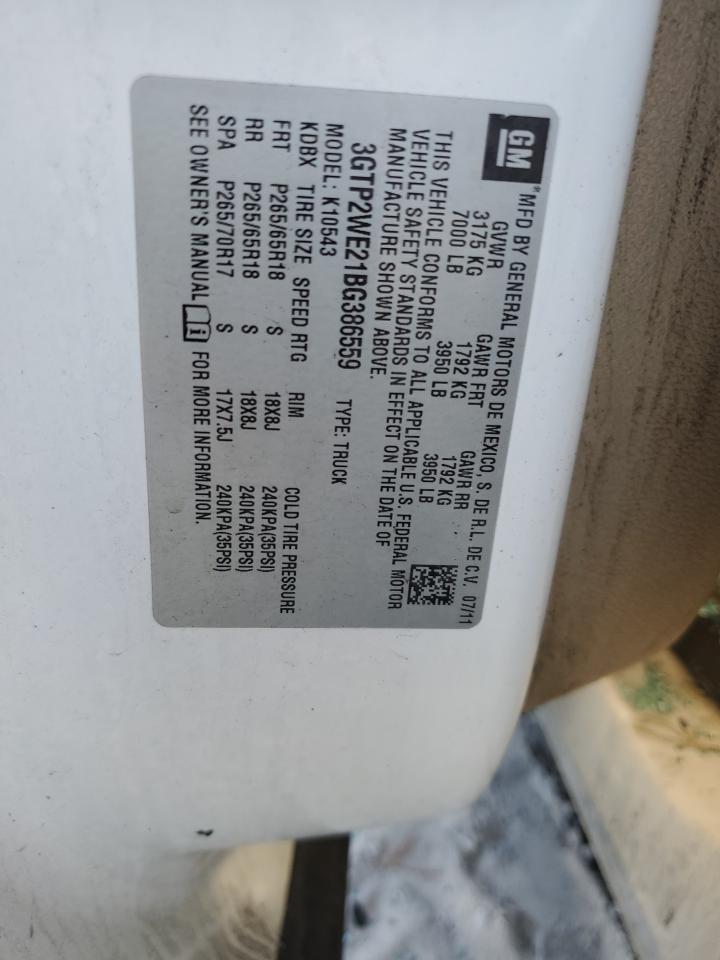 GM
*MFD BY GENERAL MOTORS DE MEXICO, S. DE R.L. DE C.V. 07/11
GVWR GAWR FRT GAWR RR
3175 KG 1792 KG 1792 KG
7000 LB 3950 LB 3950 LB
THIS VEHICLE CONFORMS TO ALL APPLICABLE U.S. FEDERAL MOTOR
VEHICLE SAFETY STANDARDS IN EFFECT ON THE DATE OF
MANUFACTURE SHOWN ABOVE.
3GTP2WE21BG386559 TYPE: TRUCK
MODEL: K10543
KDBX TIRE SIZE SPEED RTG RIM COLD TIRE PRESSURE
FRT P265/65R18 S 18X8J 240KPA(35PSI)
RR P265/65R18 S 18X8J 240KPA(35PSI)
SPA P265/70R17 S 17X7.5J 240KPA(35PSI)
SEE OWNER'S MANUAL FOR MORE INFORMATION.